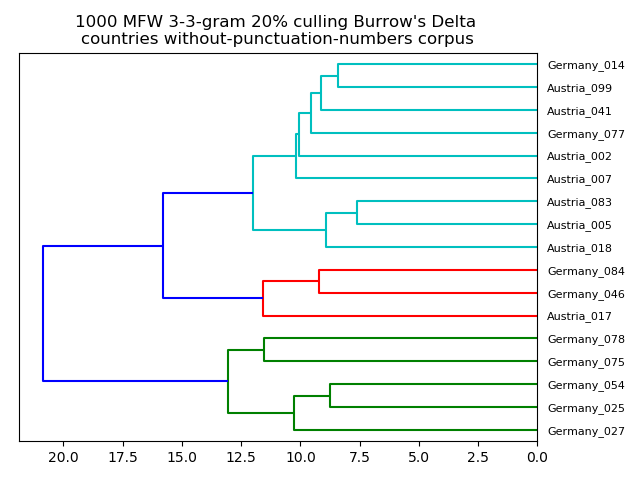 1000 MFW 3-3-gram 20% culling Burrow's Delta
countries without-punctuation-numbers corpus
Germany_014
Austria_099
Austria_041
Germany_077
Austria_002
Austria_007
Austria_083
Austria_005
Austria_018
Germany_084
Germany_046
Austria_017
Germany_078
Germany_075
Germany_054
Germany_025
Germany_027
20.0 17.5 15.0 12.5 10.0 7.5 5.0 2.5 0.0